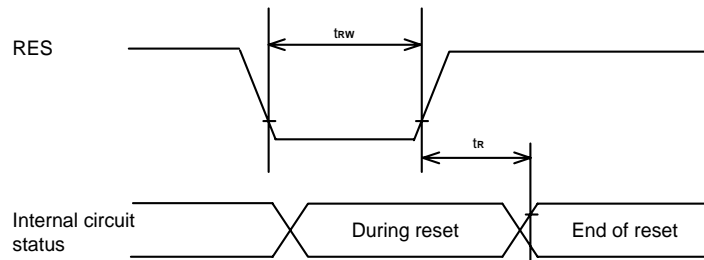 RES
tRW
tR
Internal circuit
status
During reset
End of reset